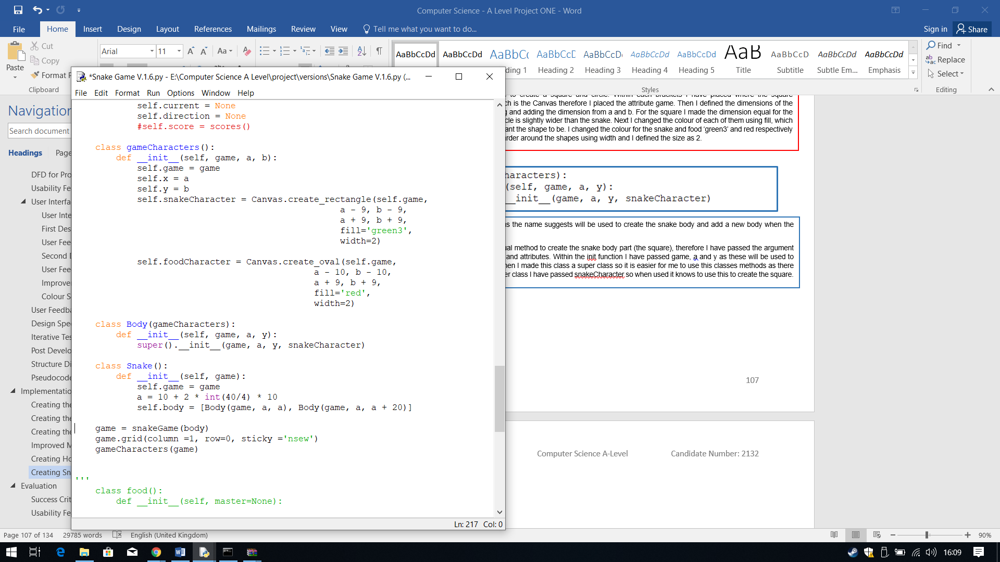 Computer Science - A Level Project ONE - Word
File Home Insert Design Layout References Mailings Review View Tell me what you want to do... Sign in Share
Paste
Cut
Copy
Format
Clipboard
Arial 11
AaBbCcDd AaBbCcDd AaBbCc AaBbCcD AaBbCcD AaBbCcDd AaBbCcDd AaB AaBbCcD AaBbCcDd AaBbCcDd
ding 1 Heading 2 Heading 3 Heading 4 Heading 5 Title Subtitle Subtle Em... Emphasis
Styles
Find
Replace
Select
Editing
Navigation
Search document
Headings Page
DFD for Pro
Usability Fe
User Interfa
User Inte
First Des
User Fee
Second D
User Fee
Improve
Colour S
User Feedba
Design Spe
Iterative Tes
Post Develo
Structure Di
Pseudocode
Implementatio
Creating the
Creating the
Creating the
Improved M
Creating Ho
Creating Sn
Evaluation
Success Crit
Usability Fe
*Snake Game V.1.6.py - E:\Computer Science A Level\project\versions\Snake Game V.1.6.py (...
File Edit Format Run Options Window Help
self.current = None
self.direction = None
#self.score = scores()
class gameCharacters():
def __init__(self, game, a, b):
self.game = game
self.x = a
self.y = b
self.snakeCharacter = Canvas.create_rectangle(self.game,
a - 9, b - 9,
a + 9, b + 9,
fill='green3',
width=2)
self.foodCharacter = Canvas.create_oval(self.game,
a - 10, b - 10,
a + 9, b + 9,
fill='red',
width=2)
class Body(gameCharacters):
def __init__(self, game, a, y):
super().__init__(game, a, y, snakeCharacter)
class Snake():
def __init__(self, game):
self.game = game
a = 10 + 2 * int(40/4) * 10
self.body = [Body(game, a, a), Body(game, a, a + 20)]
game = snakeGame(body)
game.grid(column =1, row=0, sticky ='nsew')
gameCharacters(game)
'''
class food():
def __init__(self, master=None):
Ln: 217 Col: 0
to create a square and circle. Within each brackets I have placed where the square
ch is the Canvas therefore I placed the attribute game. Then I defined the dimensions of the
g and adding the dimension from a and b. For the square I made the dimension equal for the
cle is slightly wider than the snake. Next I changed the colour of each of them using fill, which
ant the shape to be. I changed the colour for the snake and food ‘green3’ and red respectively
rder around the shapes using width and I defined the size as 2.
haracters):
(self, game, a, y):
__init__(game, a, y, snakeCharacter)
s the name suggests will be used to create the snake body and add a new body when the
ual method to create the snake body part (the square), therefore I have passed the argument
and attributes. Within the init function I have passed game, a and y as these will be used to
hen I made this class a super class so it is easier for me to use this classes methods as there
er class I have passed snakeCharacter so when used it knows to use this to create the square.
107
Computer Science A-Level Candidate Number: 2132
Page 107 of 134 29785 words English (United Kingdom) 90%
16:09